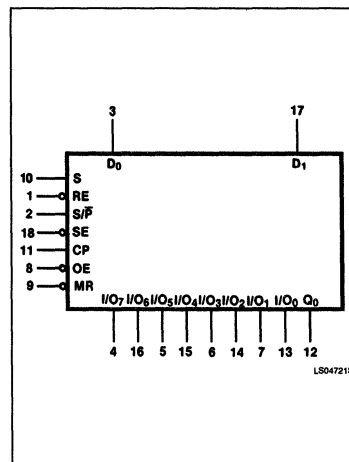 3 17
D₀ D₁
10 S
1 RE
2 S/P̅
18 SE
11 CP
8 OE
9 MR
I/O₇ I/O₆ I/O₅ I/O₄ I/O₃ I/O₂ I/O₁ I/O₀ Q₀
4 16 5 15 6 14 7 13 12